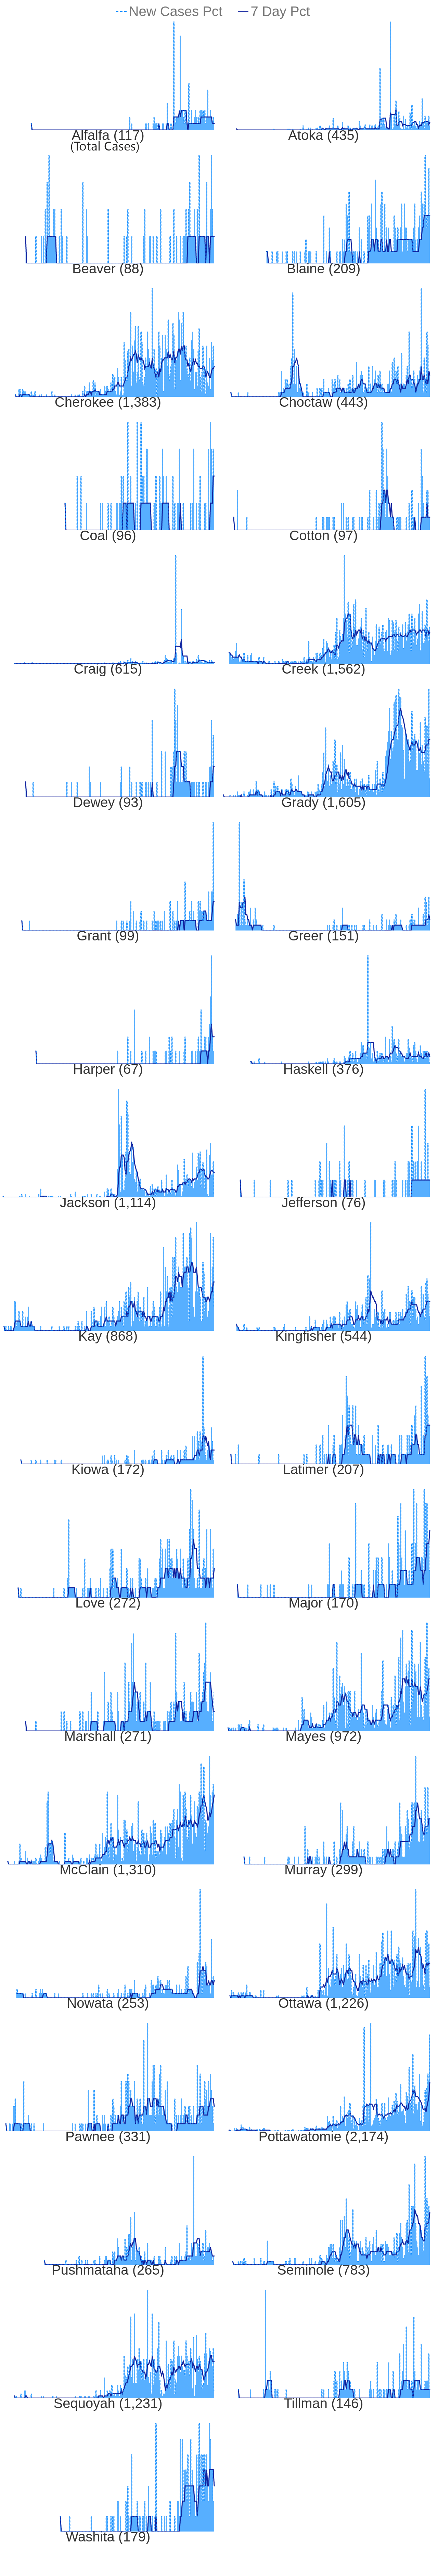 New Cases Pct 7 Day Pct
Alfalfa (117) Atoka (435)
(Total Cases)
Beaver (88) Blaine (209)
Cherokee (1,383) Choctaw (443)
Coal (96) Cotton (97)
Craig (615) Creek (1,562)
Dewey (93) Grady (1,605)
Grant (99) Greer (151)
Harper (67) Haskell (376)
Jackson (1,114) Jefferson (76)
Kay (868) Kingfisher (544)
Kiowa (172) Latimer (207)
Love (272) Major (170)
Marshall (271) Mayes (972)
McClain (1,310) Murray (299)
Nowata (253) Ottawa (1,226)
Pawnee (331) Pottawatomie (2,174)
Pushmataha (265) Seminole (783)
Sequoyah (1,231) Tillman (146)
Washita (179)